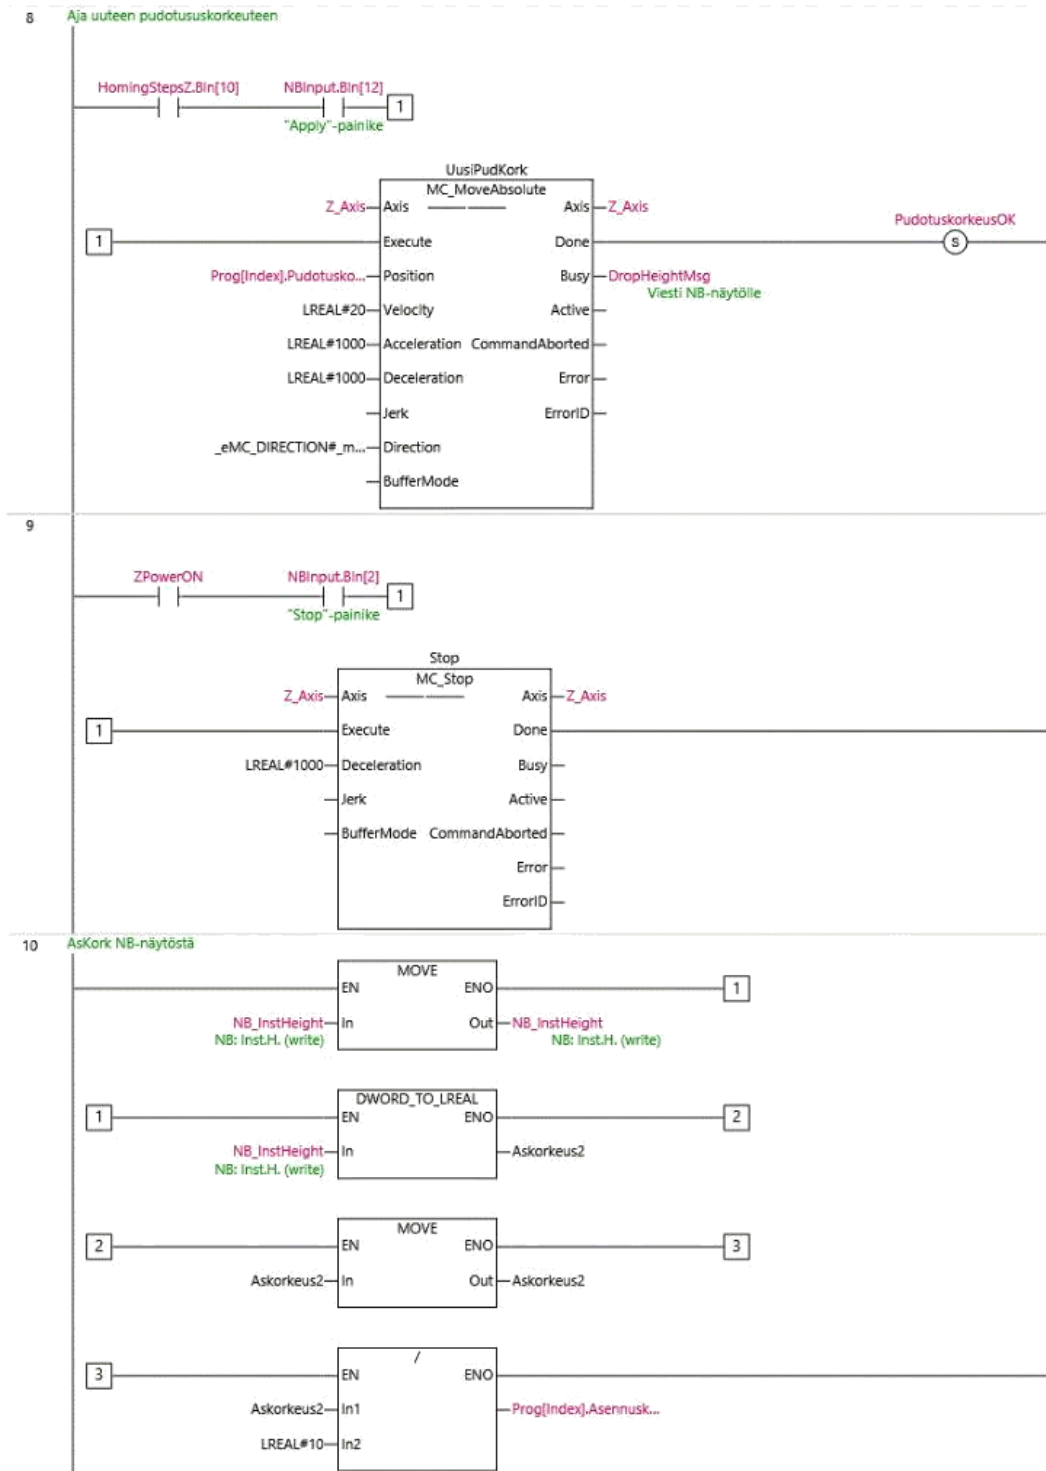 8 Aja uuteen pudotususkorkeuteen
HomingStepsZ.BIn[10] NBInput.BIn[12]
1
"Apply"-painike
UusiPudKork
MC_MoveAbsolute
Z_Axis Axis Axis Z_Axis
PudotuskorkeusOK
1 Execute Done S
Prog[Index].Pudotusko... Position Busy DropHeightMsg
Viesti NB-näytölle
LREAL#20 Velocity Active
LREAL#1000 Acceleration CommandAborted
LREAL#1000 Deceleration Error
Jerk ErrorID
_eMC_DIRECTION#_m... Direction
BufferMode
9
ZPowerON NBInput.BIn[2]
1
"Stop"-painike
Stop
MC_Stop
Z_Axis Axis Axis Z_Axis
1 Execute Done
LREAL#1000 Deceleration Busy
Jerk Active
BufferMode CommandAborted
Error
ErrorID
10 AsKork NB-näytöstä
MOVE
EN ENO 1
NB_InstHeight In Out NB_InstHeight
NB: Inst.H. (write) NB: Inst.H. (write)
DWORD_TO_LREAL
1 EN ENO 2
NB_InstHeight In Askorkeus2
NB: Inst.H. (write)
MOVE
2 EN ENO 3
Askorkeus2 In Out Askorkeus2
/
3 EN ENO
Askorkeus2 In1 Prog[Index].Asennusk...
LREAL#10 In2